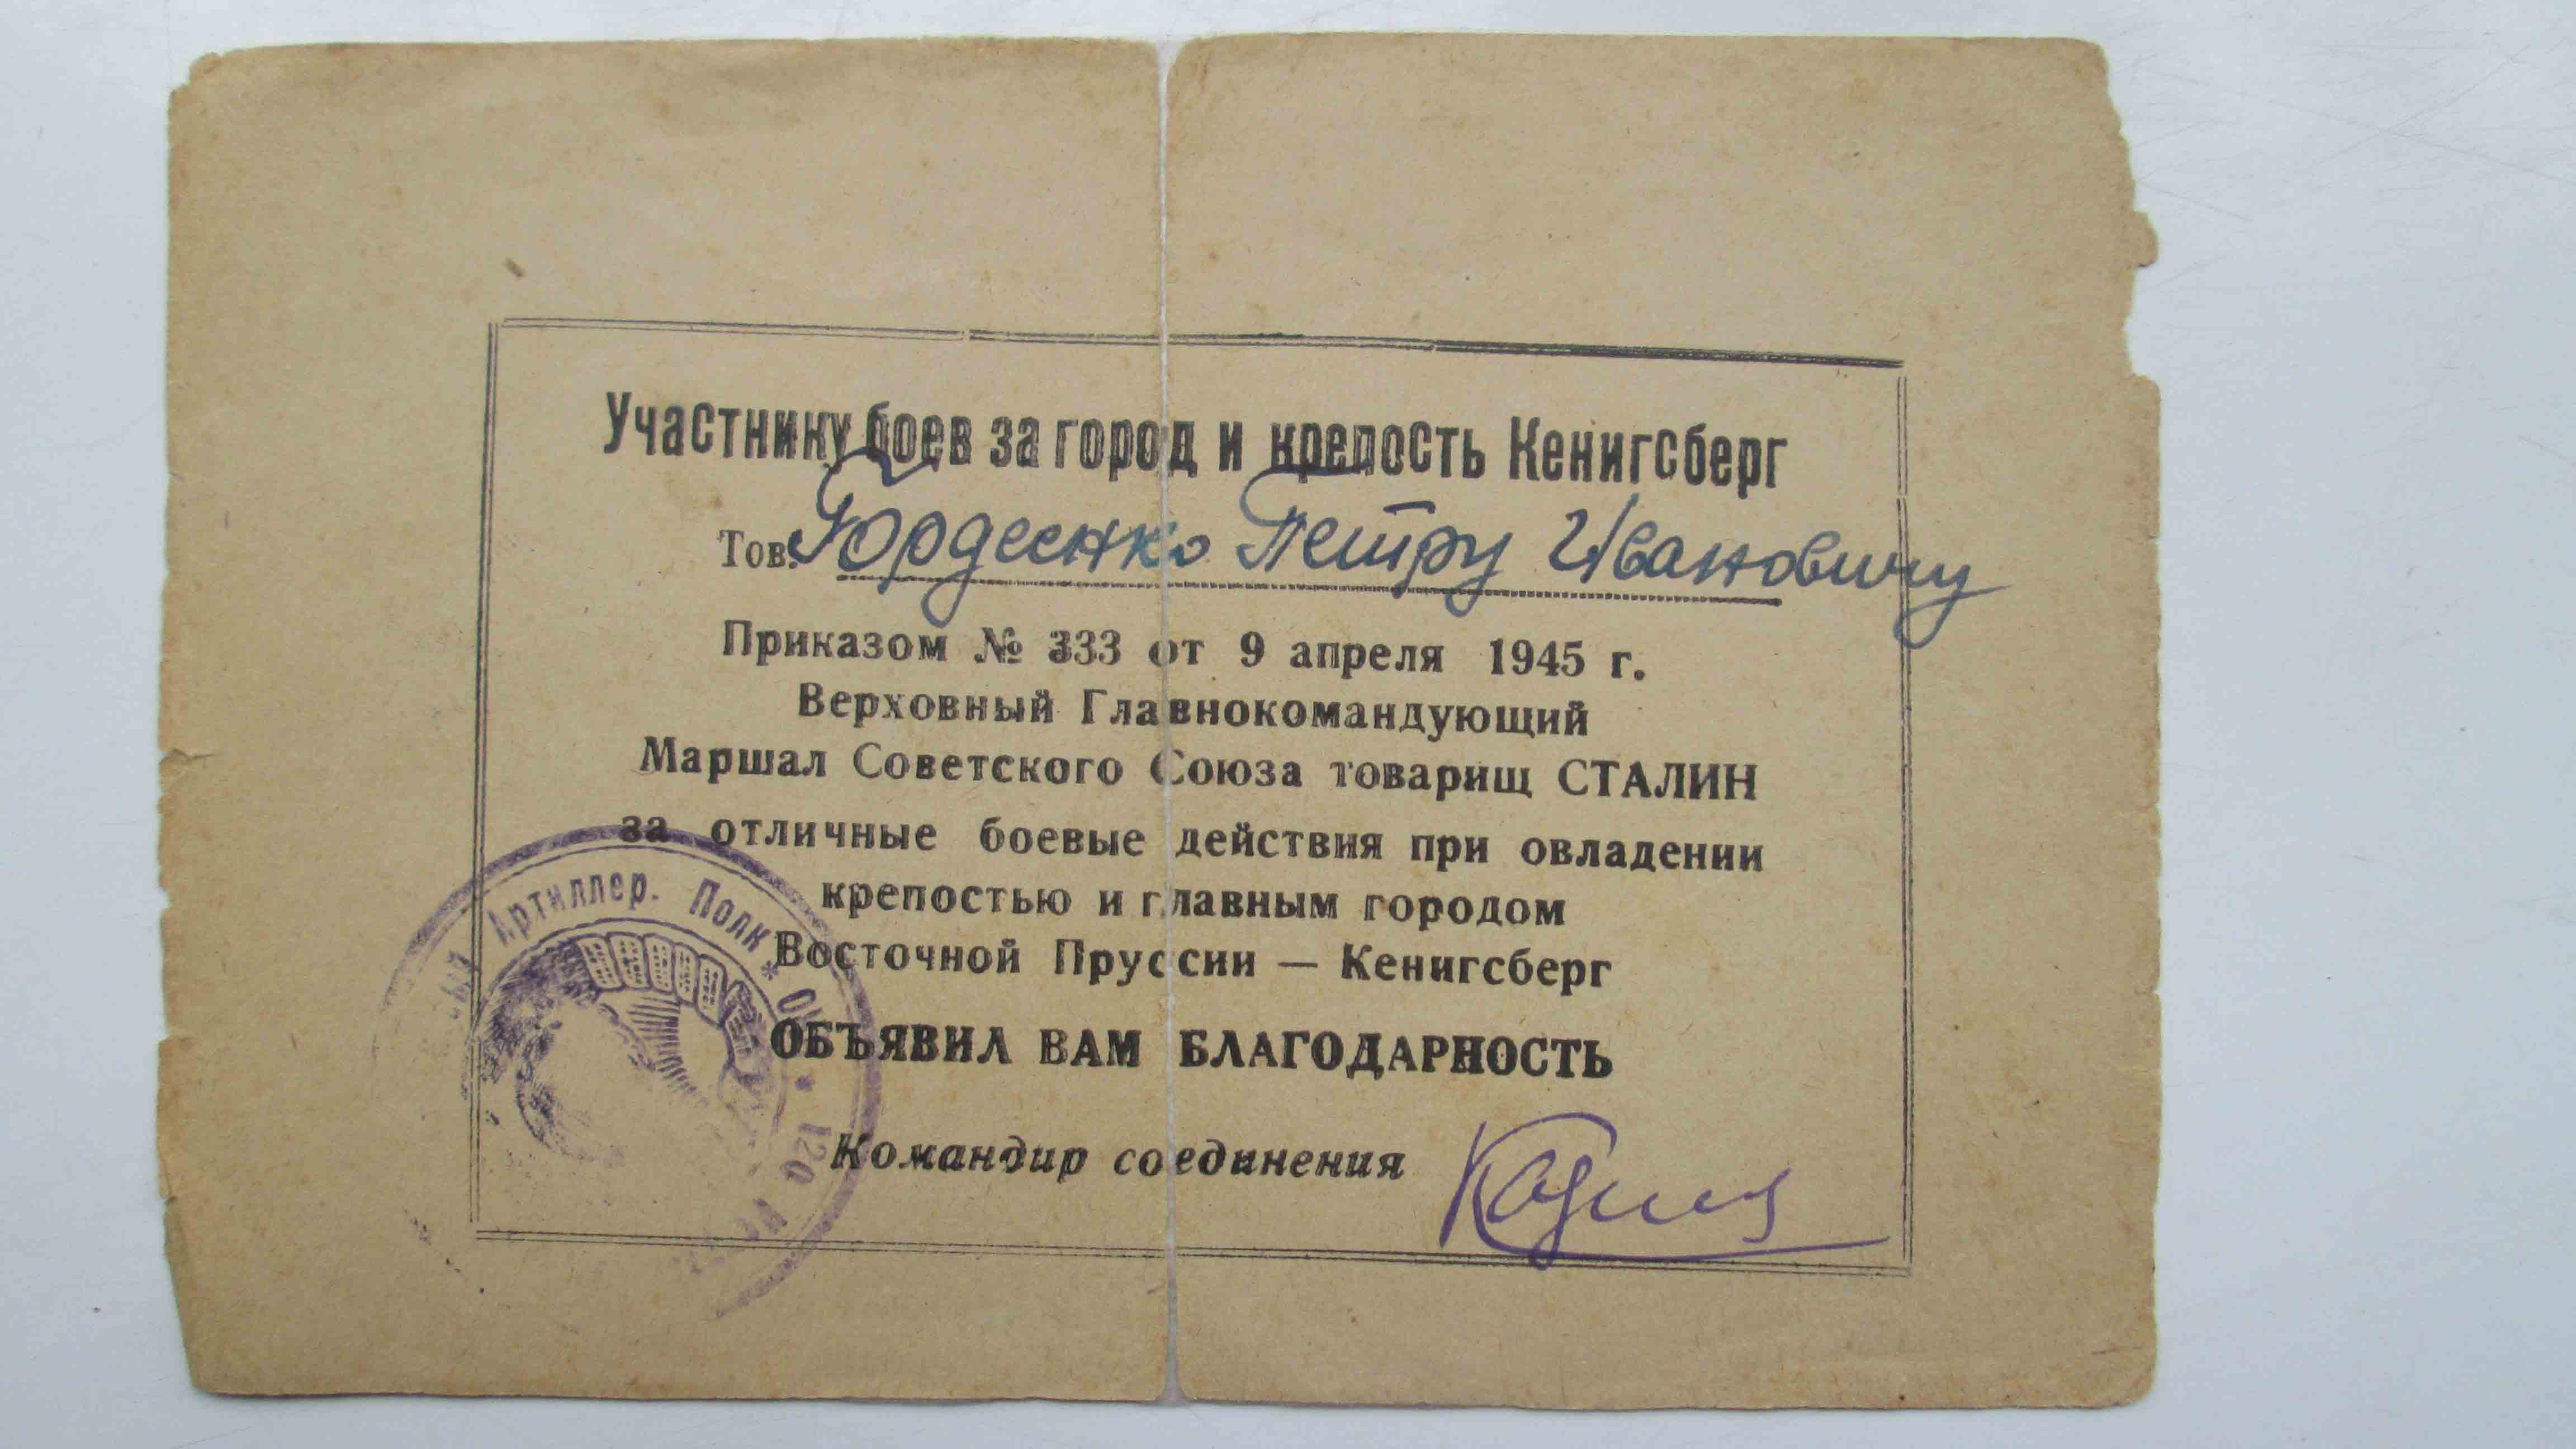 Участнику боев за город и крепость Кенигсберг
Тов. Гордеенко Петру Ивановичу
Приказом № 333 от 9 апреля 1945 г.
Верховный Главнокомандующий
Маршал Советского Союза товарищ СТАЛИН
за отличные боевые действия при овладении
крепостью и главным городом
Восточной Пруссии — Кенигсберг
ОБЪЯВИЛ ВАМ БЛАГОДАРНОСТЬ
Командир соединения
Артиллер. Полк * * 120